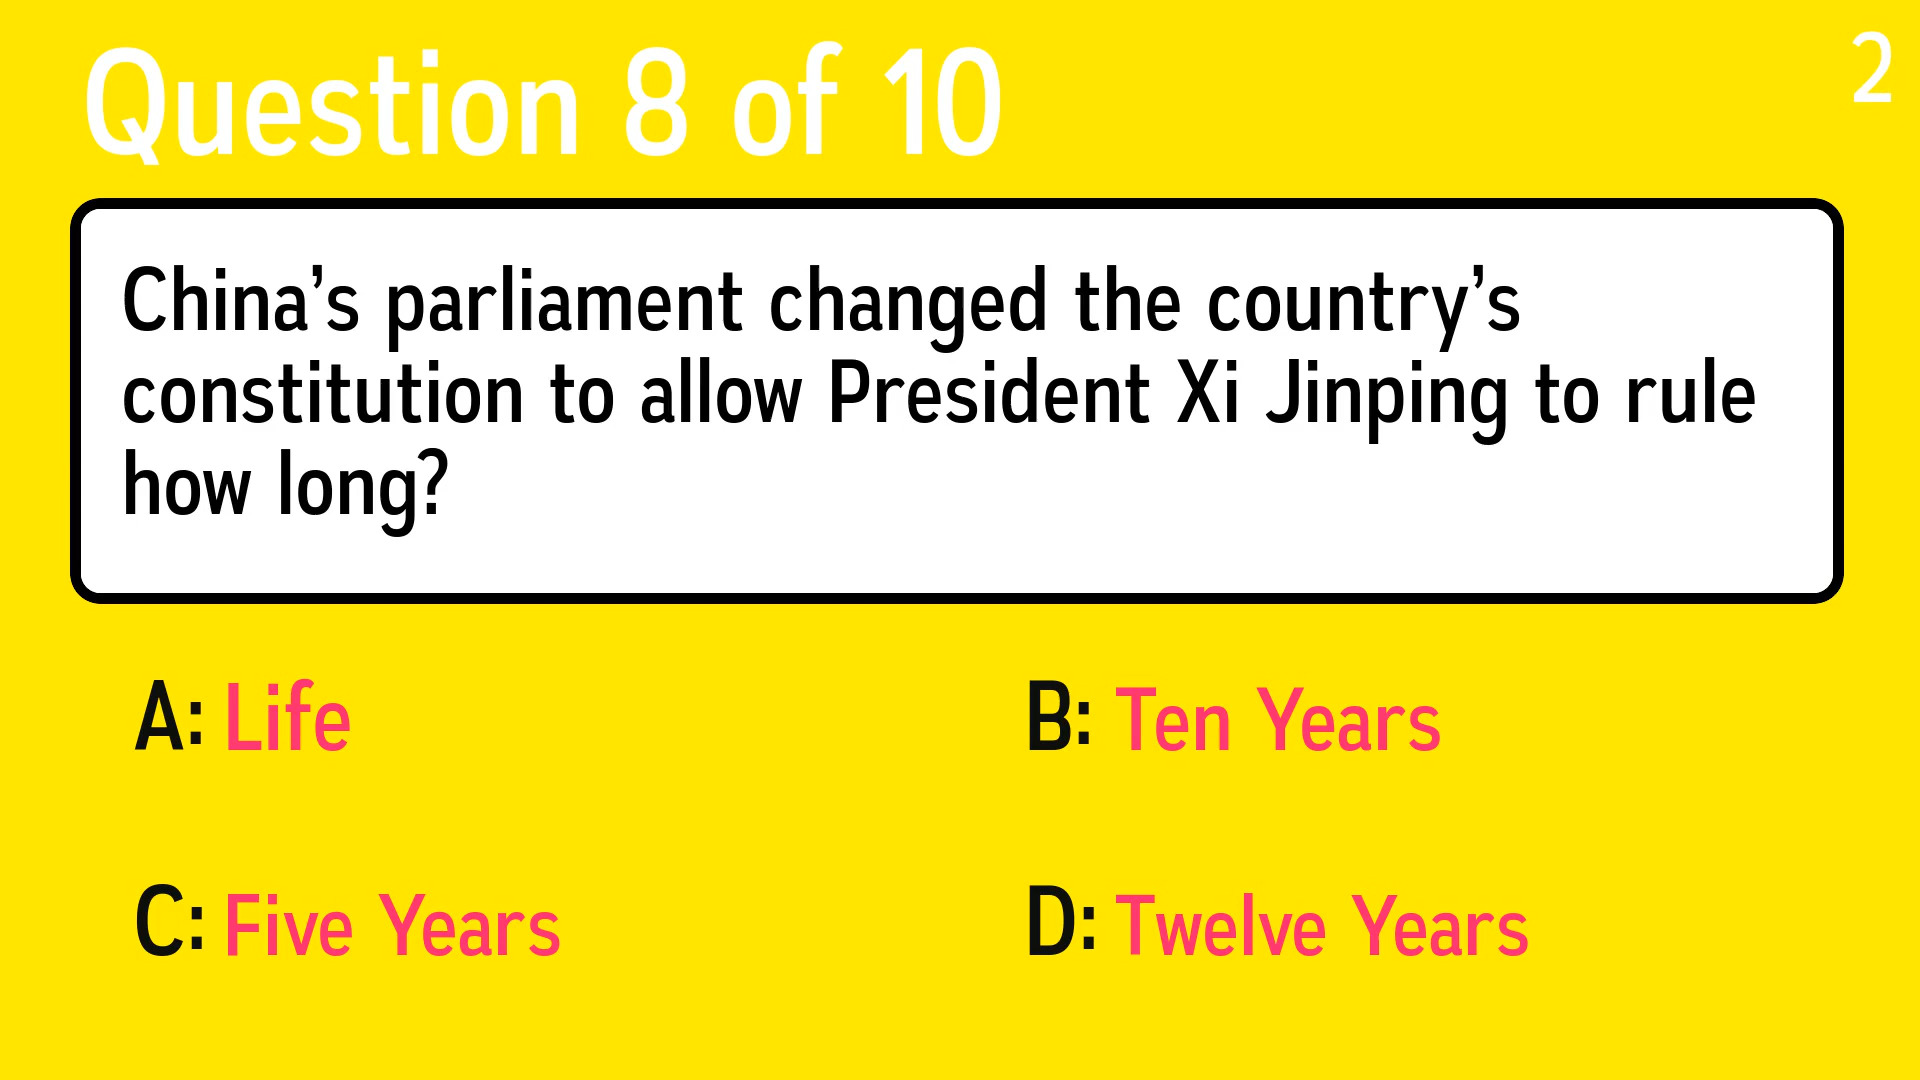 Question 8 of 10
2
China’s parliament changed the country’s
constitution to allow President Xi Jinping to rule
how long?
A: Life
B: Ten Years
C: Five Years
D: Twelve Years